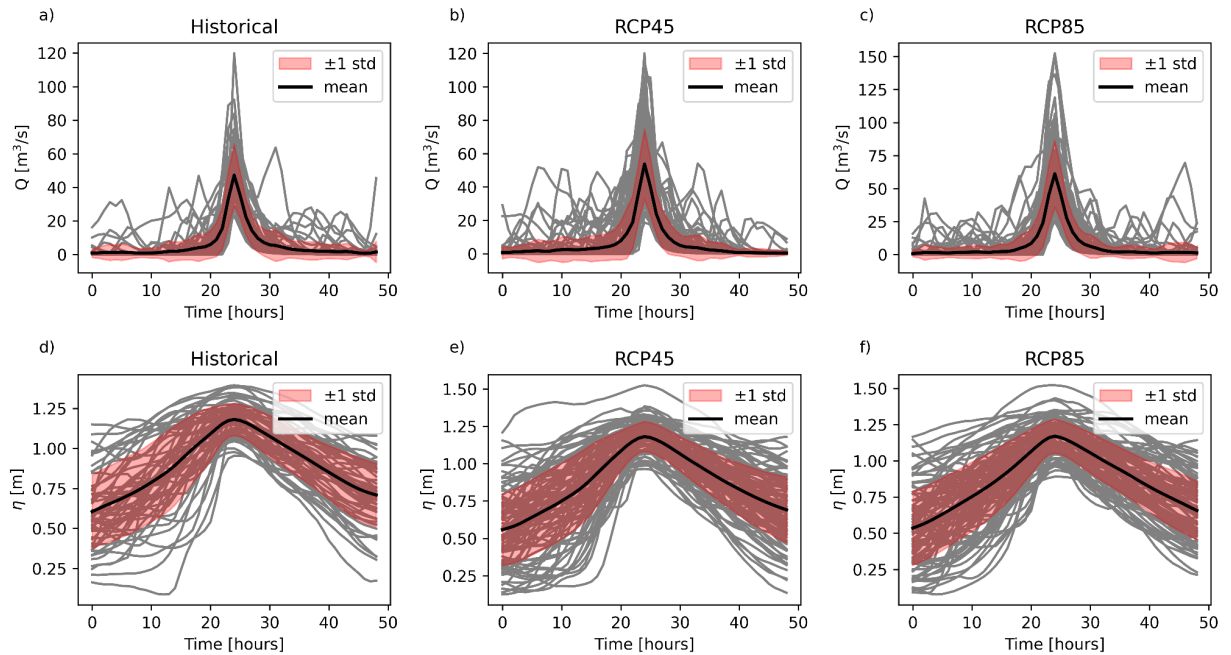 a)
Historical
Q [m³/s]
120
100
80
60
40
20
0
±1 std
mean
0 10 20 30 40 50
Time [hours]
b)
RCP45
Q [m³/s]
120
100
80
60
40
20
0
±1 std
mean
0 10 20 30 40 50
Time [hours]
c)
RCP85
Q [m³/s]
150
125
100
75
50
25
0
±1 std
mean
0 10 20 30 40 50
Time [hours]
d)
Historical
η [m]
1.25
1.00
0.75
0.50
0.25
±1 std
mean
0 10 20 30 40 50
Time [hours]
e)
RCP45
η [m]
1.50
1.25
1.00
0.75
0.50
0.25
±1 std
mean
0 10 20 30 40 50
Time [hours]
f)
RCP85
η [m]
1.50
1.25
1.00
0.75
0.50
0.25
±1 std
mean
0 10 20 30 40 50
Time [hours]